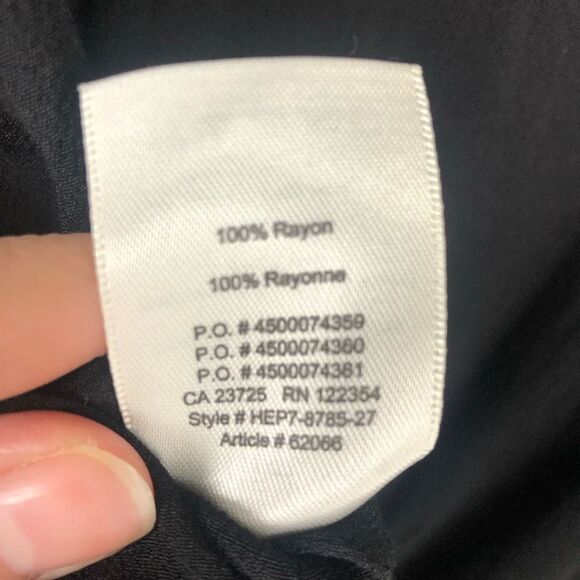 100% Rayon
100% Rayonne
P.O. # 4500074359
P.O. # 4500074360
P.O. # 4500074361
CA 23725 RN 122354
Style # HEP7-8785-27
Article # 62066